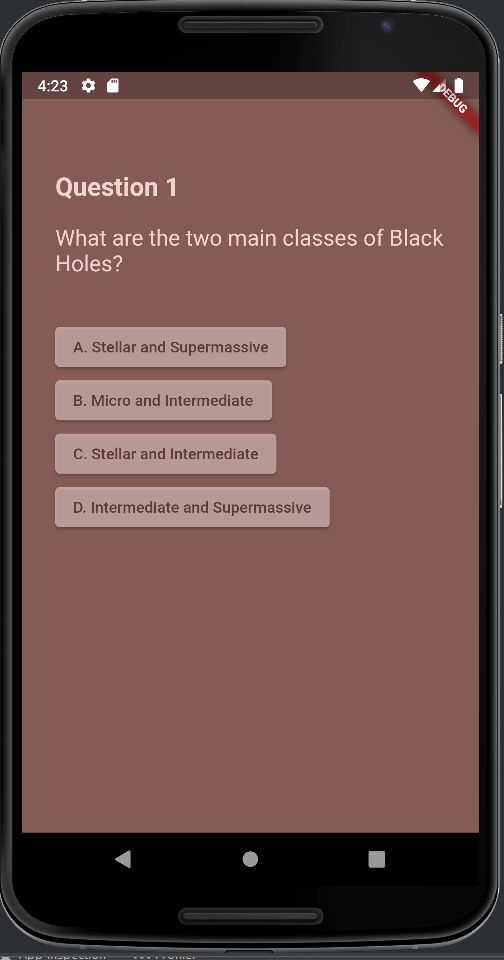 4:23
DEBUG
Question 1
What are the two main classes of Black
Holes?
A. Stellar and Supermassive
B. Micro and Intermediate
C. Stellar and Intermediate
D. Intermediate and Supermassive